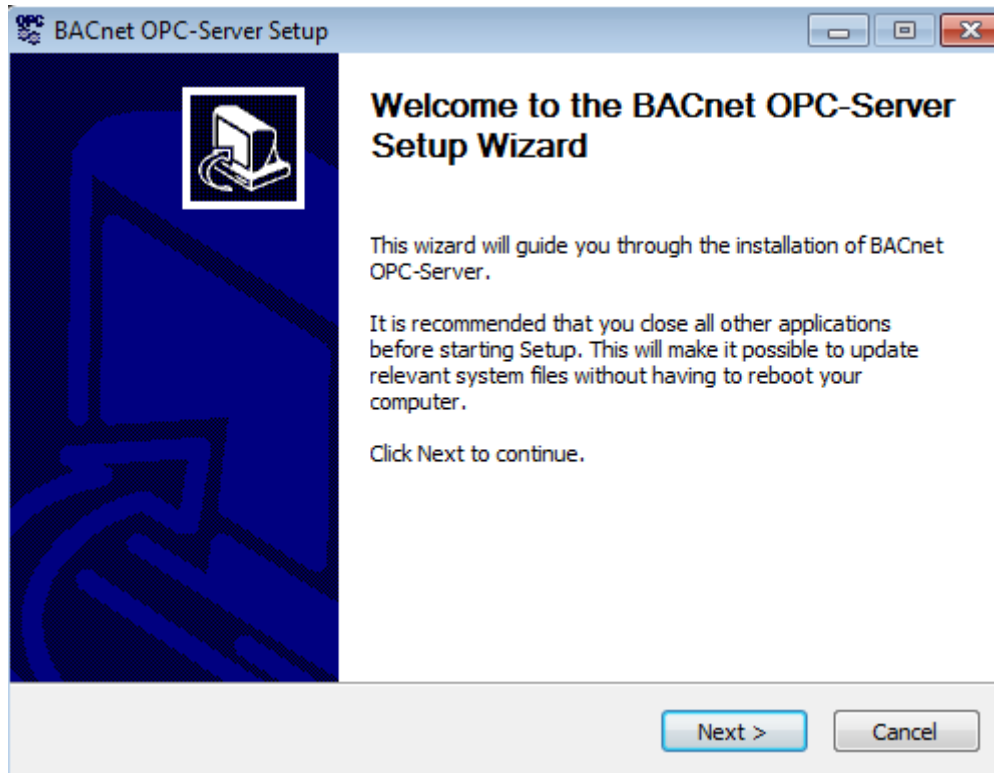 OPC
BACnet OPC-Server Setup
Welcome to the BACnet OPC-Server
Setup Wizard
This wizard will guide you through the installation of BACnet
OPC-Server.
It is recommended that you close all other applications
before starting Setup. This will make it possible to update
relevant system files without having to reboot your
computer.
Click Next to continue.
Next >
Cancel